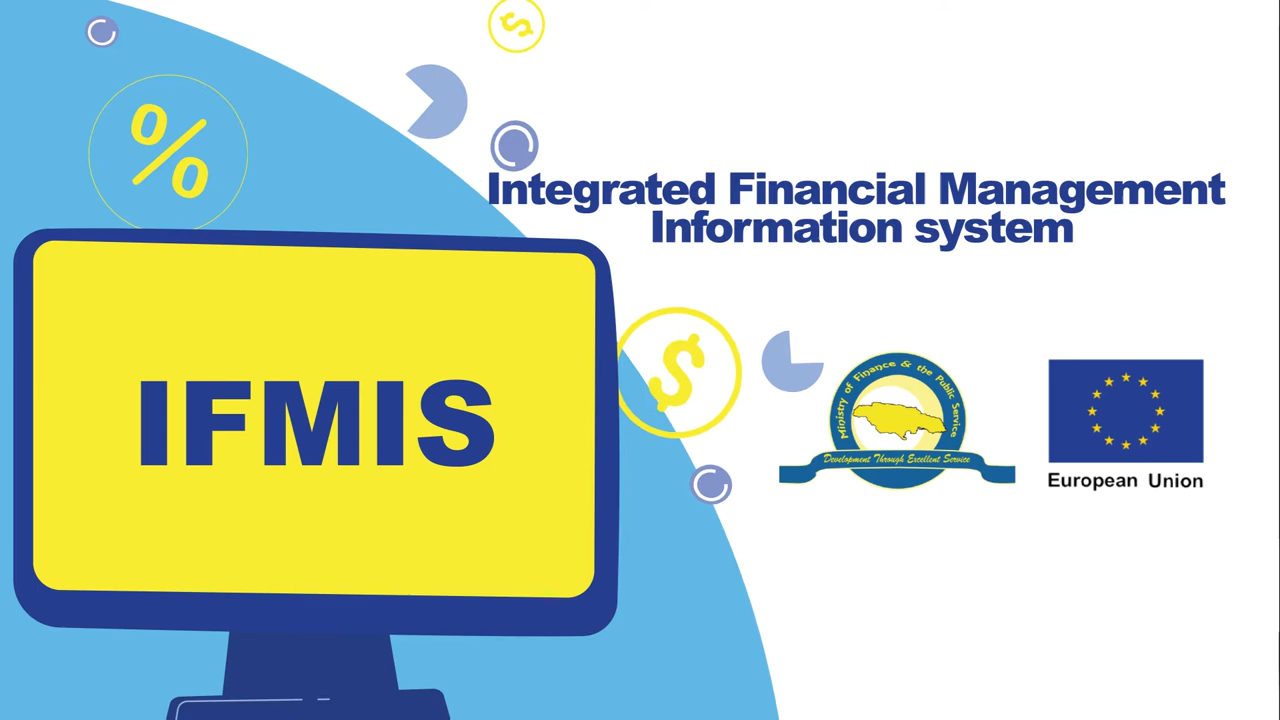 %
$
Integrated Financial Management
Information system
IFMIS
$
Ministry of Finance & the Public Service
Development Through Excellent Service
European Union